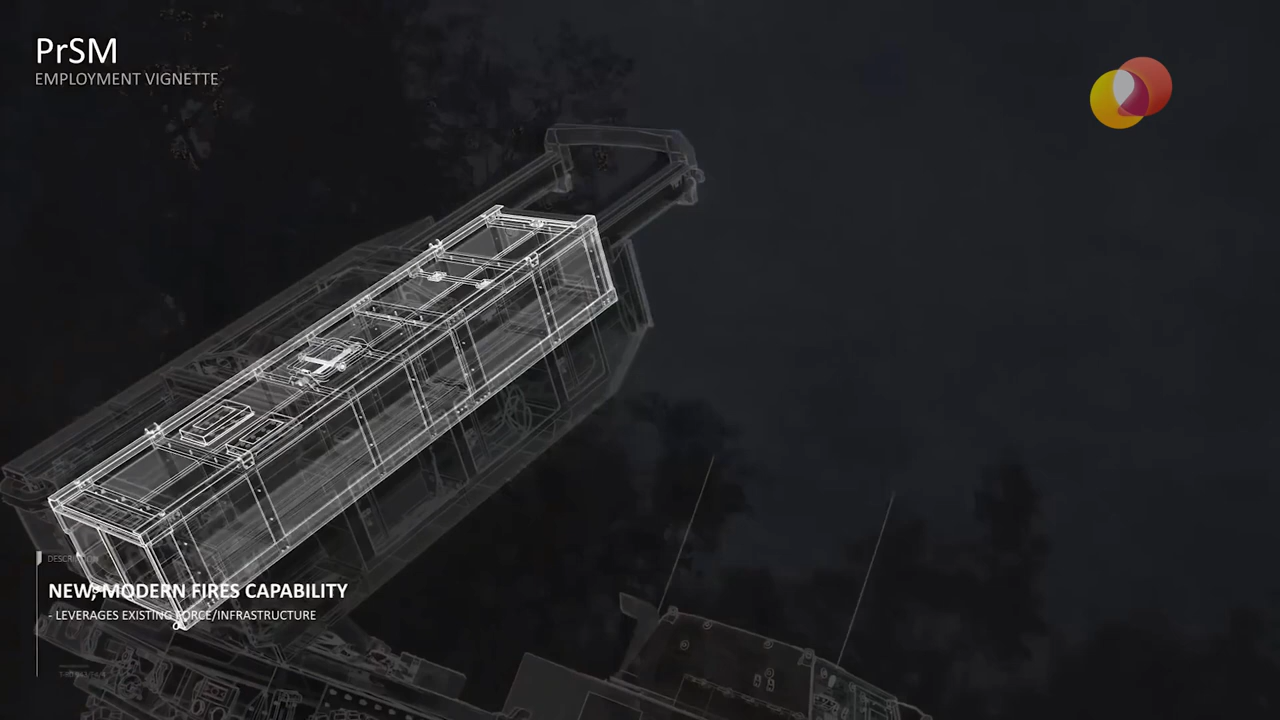 PrSM
EMPLOYMENT VIGNETTE
NEW, MODERN FIRES CAPABILITY
- LEVERAGES EXISTING FORCE/INFRASTRUCTURE